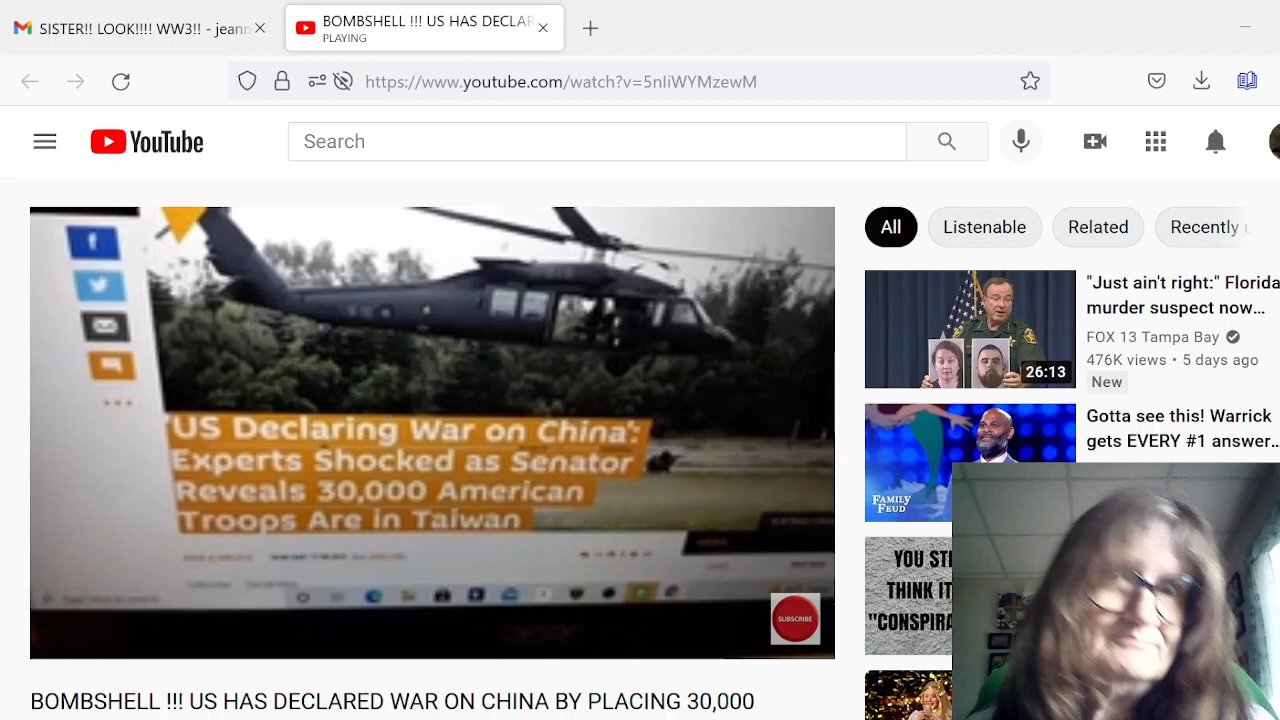 SISTER!! LOOK!!!! WW3!! - jeann
BOMBSHELL !!! US HAS DECLAR
PLAYING
https://www.youtube.com/watch?v=5nIiWYMzewM
YouTube
Search
All
Listenable
Related
Recently u
'US Declaring War on China':
Experts Shocked as Senator
Reveals 30,000 American
Troops Are in Taiwan
SUBSCRIBE
BOMBSHELL !!! US HAS DECLARED WAR ON CHINA BY PLACING 30,000
26:13
"Just ain't right:" Florida
murder suspect now...
FOX 13 Tampa Bay
476K views • 5 days ago
New
FAMILY
FEUD
Gotta see this! Warrick
gets EVERY #1 answer...
YOU STI
THINK IT
"CONSPIRA